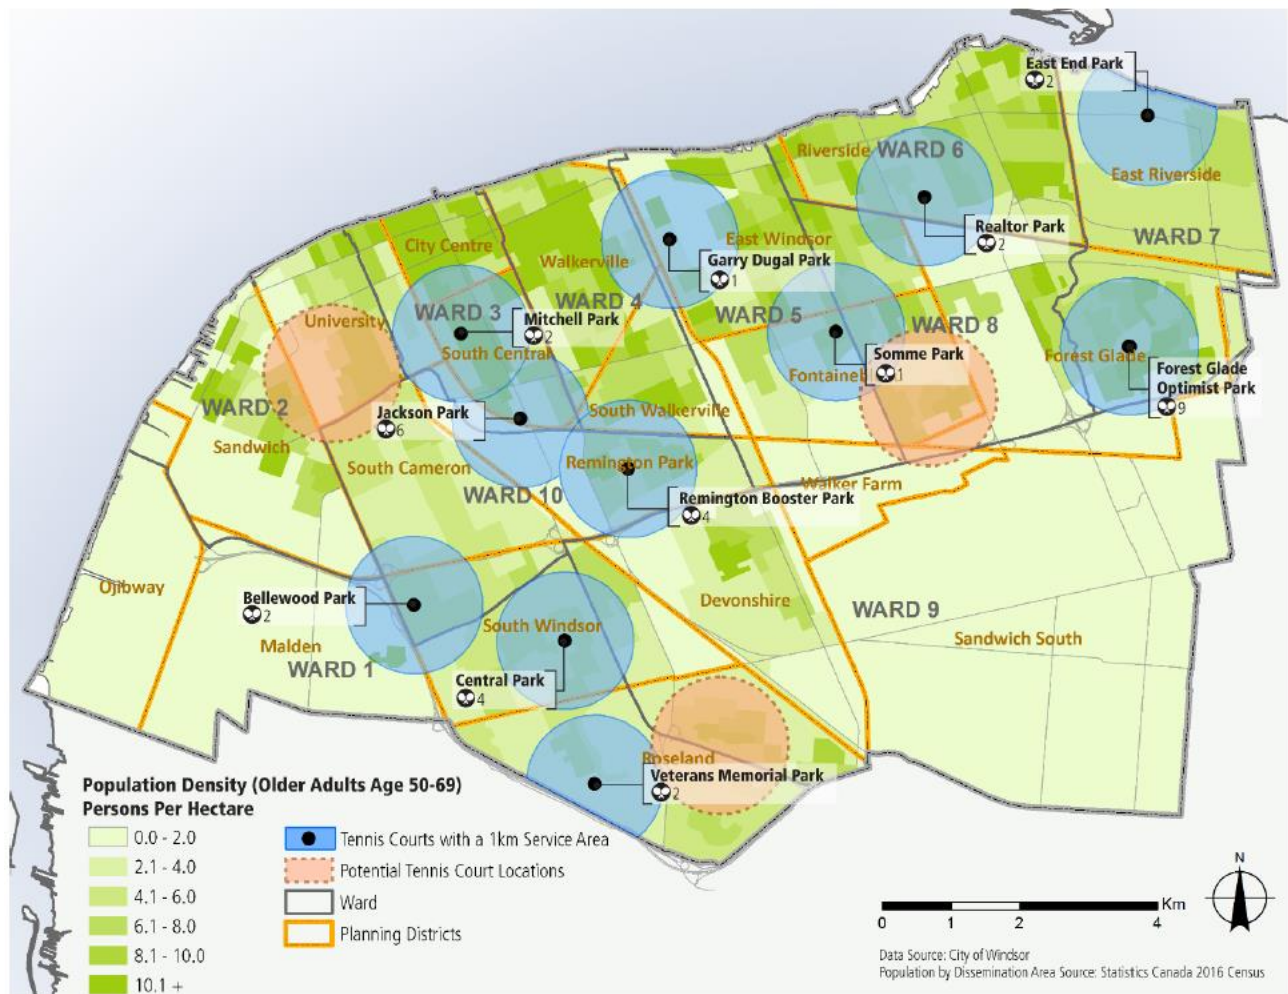 East End Park
2
Riverside
WARD 6
East Riverside
Realtor Park
2
WARD 7
City Centre
Walkerville
East Windsor
Garry Dugal Park
1
WARD 4
University
WARD 3
Mitchell Park
2
South Central
WARD 5
WARD 8
Somme Park
1
Fontainebl
Forest Glade
Forest Glade
Optimist Park
9
WARD 2
Sandwich
Jackson Park
6
South Walkerville
South Cameron
WARD 10
Remington Park
Remington Booster Park
4
Walker Farm
Ojibway
Bellewood Park
2
Malden
WARD 1
South Windsor
Central Park
4
Devonshire
WARD 9
Sandwich South
Roseland
Veterans Memorial Park
2
Population Density (Older Adults Age 50-69)
Persons Per Hectare
0.0 - 2.0
2.1 - 4.0
4.1 - 6.0
6.1 - 8.0
8.1 - 10.0
10.1 +
Tennis Courts with a 1km Service Area
Potential Tennis Court Locations
Ward
Planning Districts
N
Km
0 1 2 4
Data Source: City of Windsor
Population by Dissemination Area Source: Statistics Canada 2016 Census